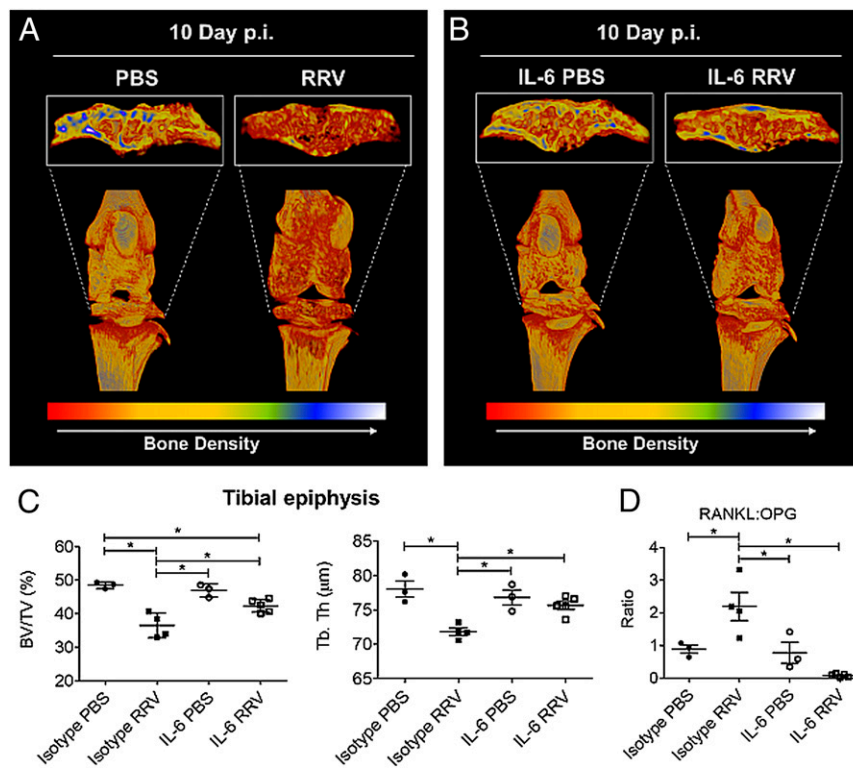 A
10 Day p.i.
PBS RRV
Bone Density
B
10 Day p.i.
IL-6 PBS IL-6 RRV
Bone Density
C
Tibial epiphysis
* 
* *
*
BV/TV (%)
60
50
40
30
20
Isotype PBS
Isotype RRV
IL-6 PBS
IL-6 RRV
* *
*
Tb. Th (μm)
85
80
75
70
65
Isotype PBS
Isotype RRV
IL-6 PBS
IL-6 RRV
D
RANKL:OPG
* *
*
Ratio
4
3
2
1
0
Isotype PBS
Isotype RRV
IL-6 PBS
IL-6 RRV